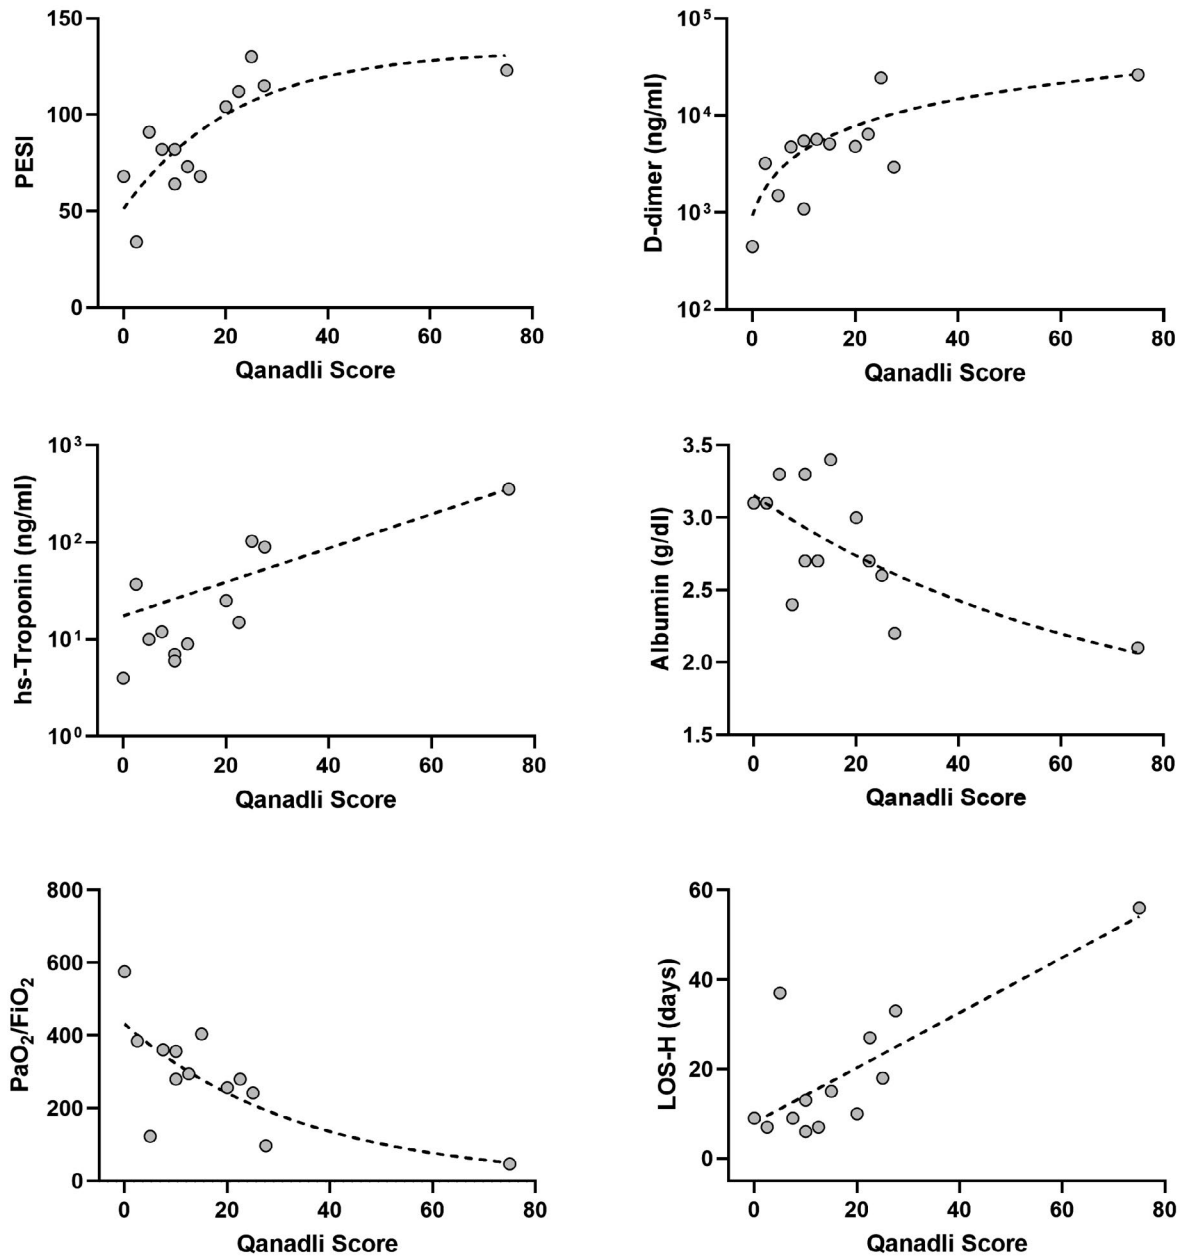 PESI
150
100
50
0
0 20 40 60 80
Qanadli Score
D-dimer (ng/ml)
10⁵
10⁴
10³
10²
0 20 40 60 80
Qanadli Score
hs-Troponin (ng/ml)
10³
10²
10¹
10⁰
0 20 40 60 80
Qanadli Score
Albumin (g/dl)
3.5
3.0
2.5
2.0
1.5
0 20 40 60 80
Qanadli Score
PaO₂/FiO₂
800
600
400
200
0
0 20 40 60 80
Qanadli Score
LOS-H (days)
60
40
20
0
0 20 40 60 80
Qanadli Score